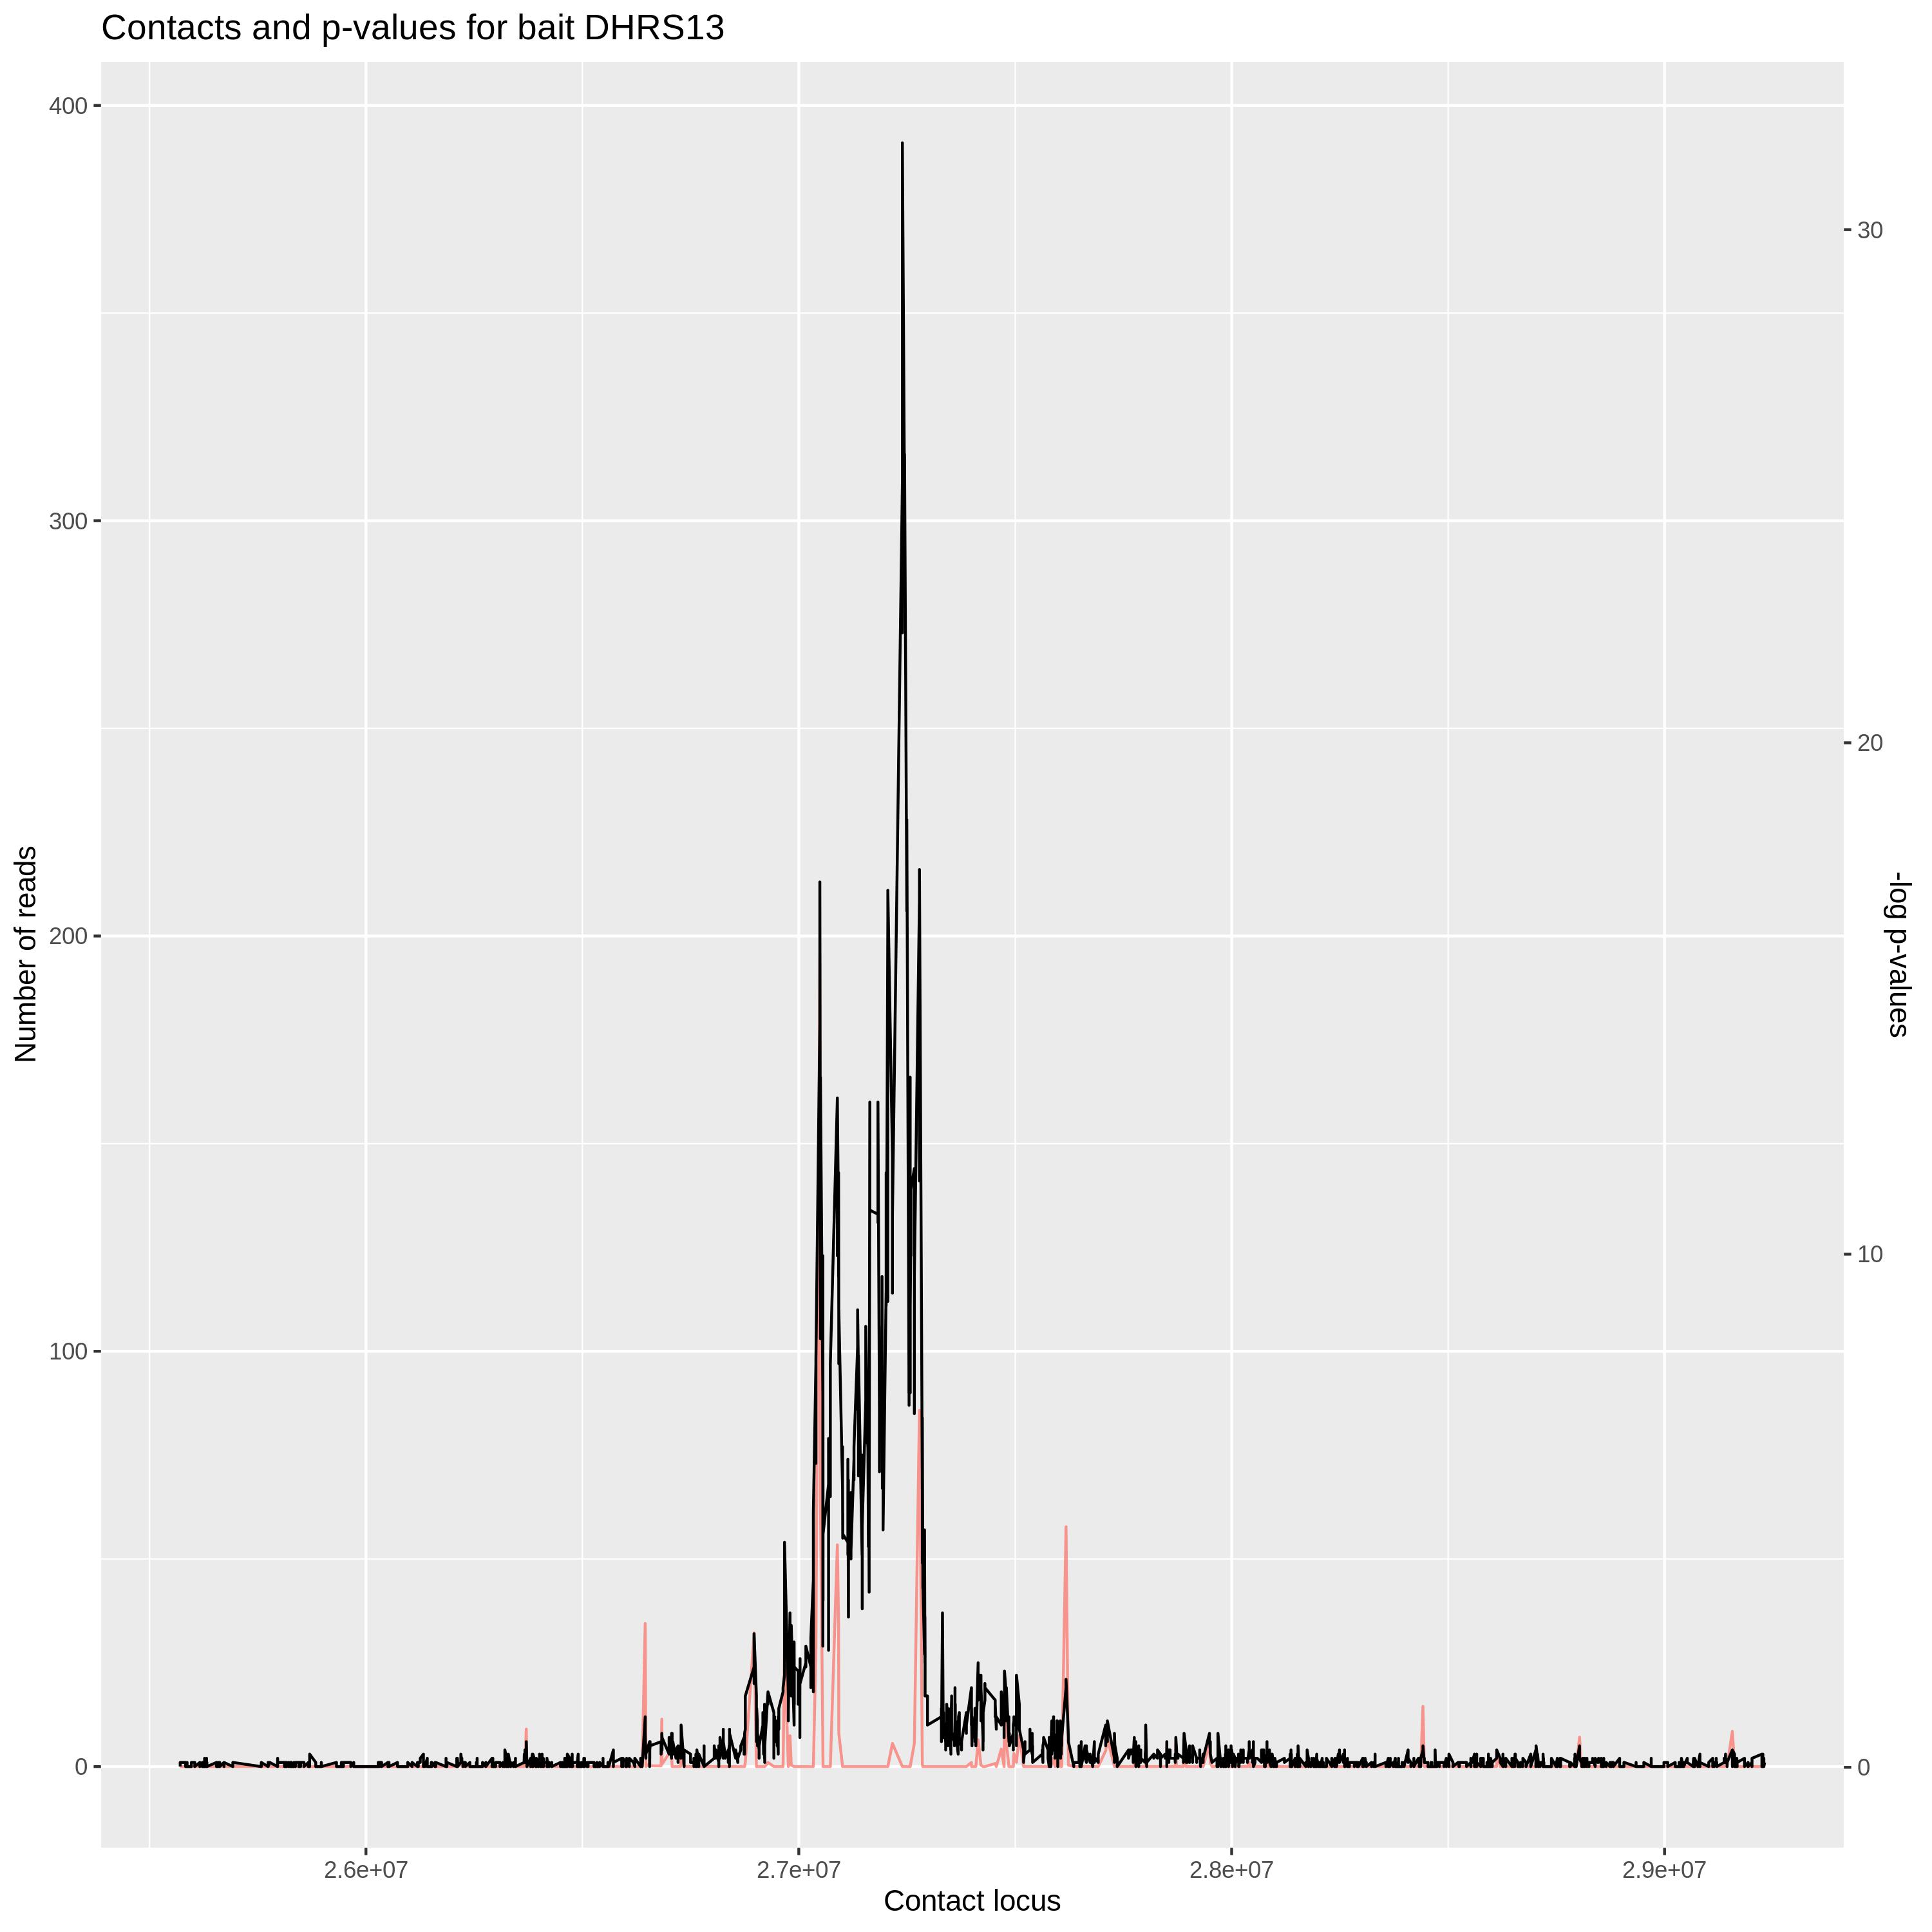 Contacts and p-values for bait DHRS13
400
300
200
100
0
Number of reads
30
20
10
0
-log p-values
2.6e+07
2.7e+07
2.8e+07
2.9e+07
Contact locus